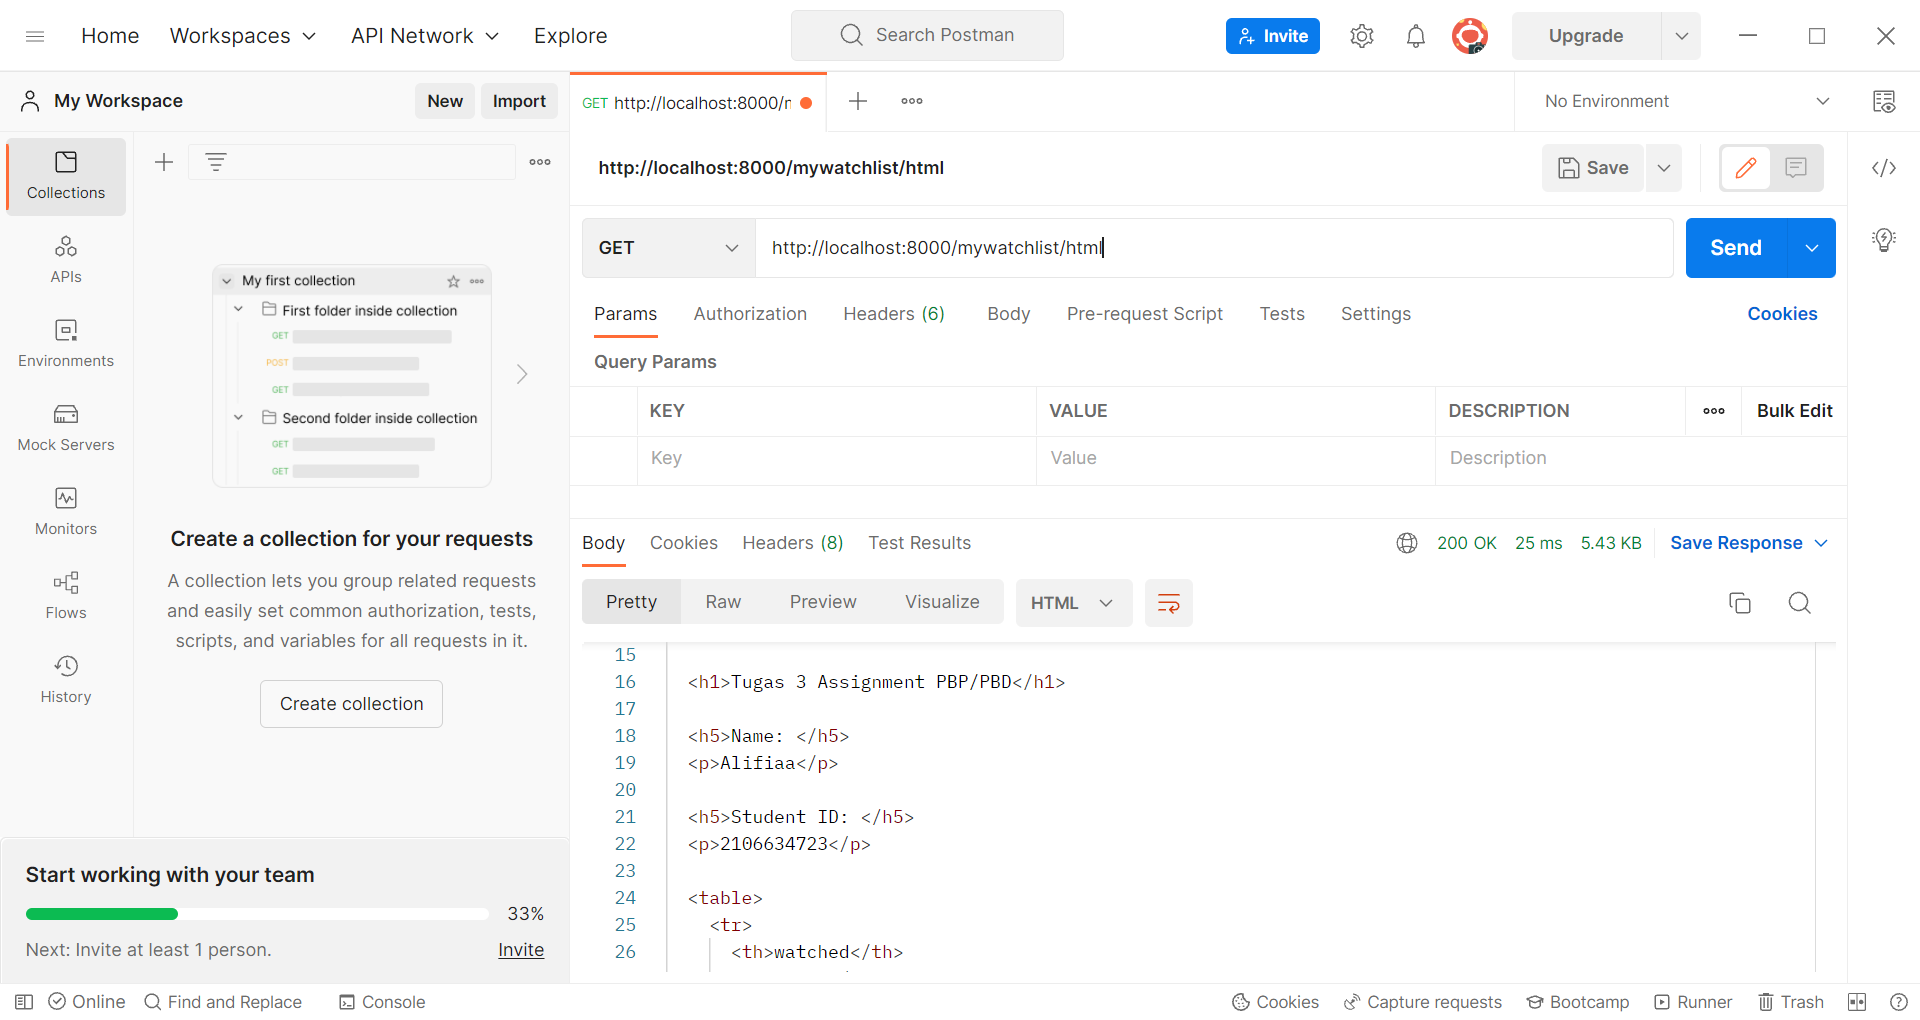 Home Workspaces API Network Explore Search Postman Invite Upgrade
My Workspace New Import
GET http://localhost:8000/
No Environment
Collections
APIs
Environments
Mock Servers
Monitors
Flows
History
My first collection
First folder inside collection
GET
POST
GET
Second folder inside collection
GET
GET
Create a collection for your requests
A collection lets you group related requests
and easily set common authorization, tests,
scripts, and variables for all requests in it.
Create collection
Start working with your team
33%
Next: Invite at least 1 person. Invite
http://localhost:8000/mywatchlist/html Save
GET http://localhost:8000/mywatchlist/html Send
Params Authorization Headers (6) Body Pre-request Script Tests Settings Cookies
Query Params
KEY VALUE DESCRIPTION Bulk Edit
Key Value Description
Body Cookies Headers (8) Test Results 200 OK 25 ms 5.43 KB Save Response
Pretty Raw Preview Visualize HTML
15
16 <h1>Tugas 3 Assignment PBP/PBD</h1>
17
18 <h5>Name: </h5>
19 <p>Alifiaa</p>
20
21 <h5>Student ID: </h5>
22 <p>2106634723</p>
23
24 <table>
25 <tr>
26 <th>watched</th>
Online Find and Replace Console Cookies Capture requests Bootcamp Runner Trash